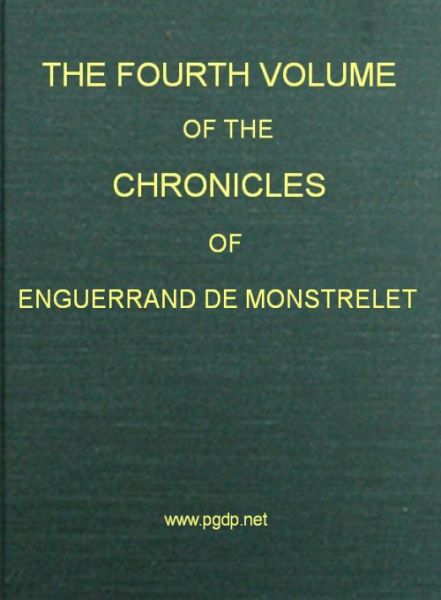 THE FOURTH VOLUME
OF THE
CHRONICLES
OF
ENGUERRAND DE MONSTRELET
www.pgdp.net